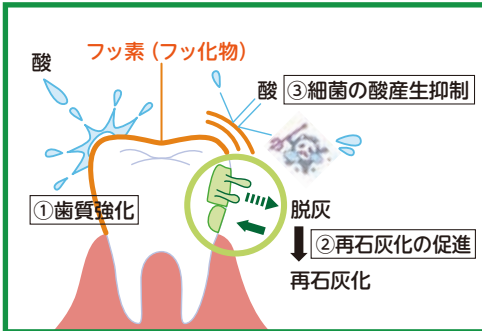 フッ素（フッ化物）
酸
酸
③細菌の酸産生抑制
①歯質強化
脱灰
②再石灰化の促進
再石灰化